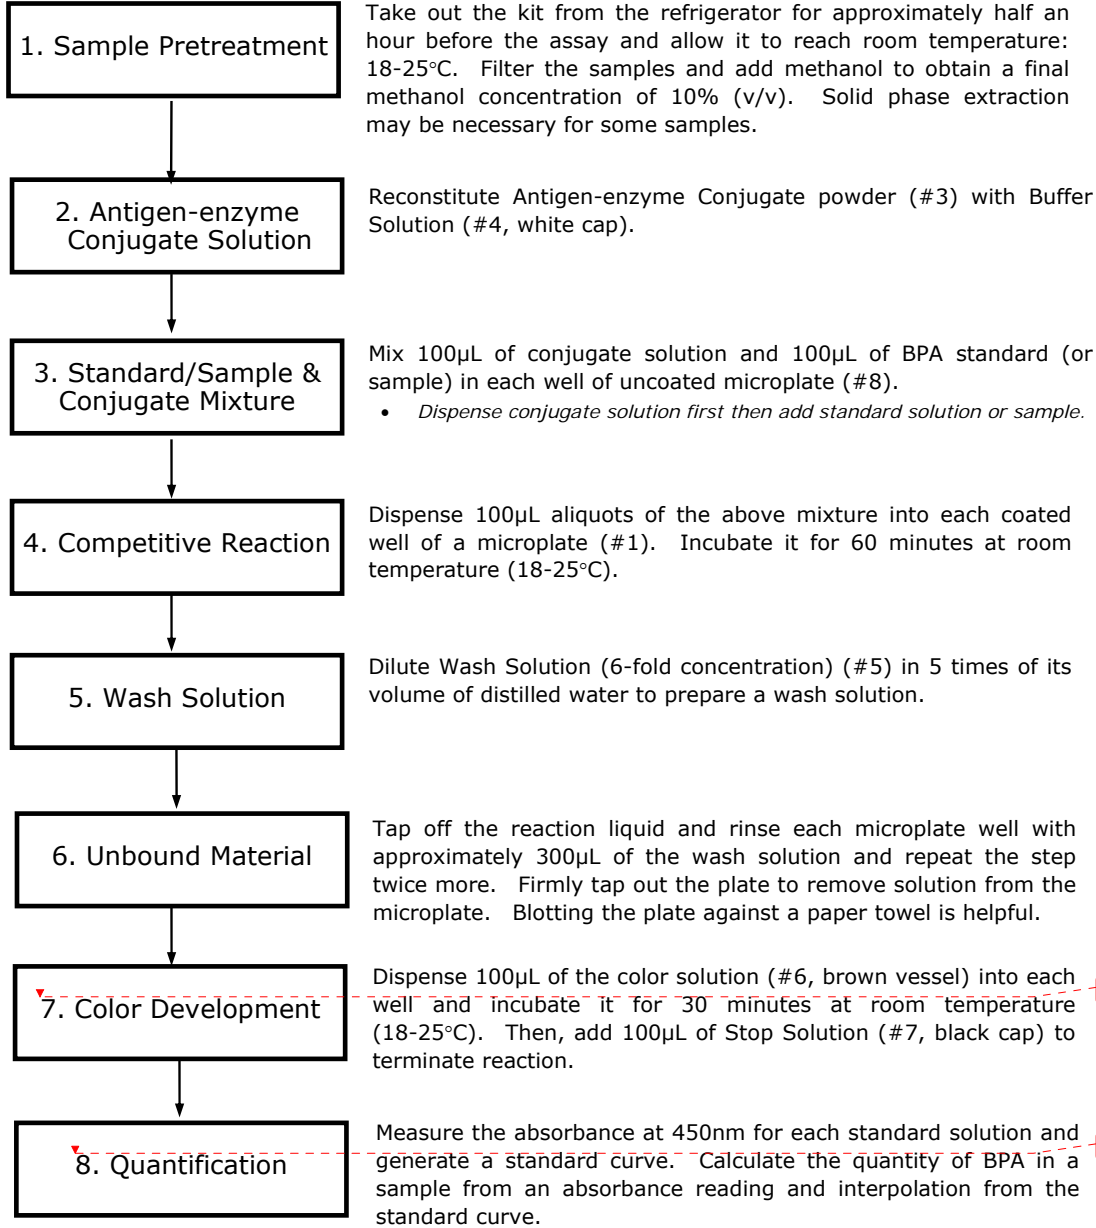 1. Sample Pretreatment
Take out the kit from the refrigerator for approximately half an
hour before the assay and allow it to reach room temperature:
18-25°C. Filter the samples and add methanol to obtain a final
methanol concentration of 10% (v/v). Solid phase extraction
may be necessary for some samples.
2. Antigen-enzyme
Conjugate Solution
Reconstitute Antigen-enzyme Conjugate powder (#3) with Buffer
Solution (#4, white cap).
3. Standard/Sample &
Conjugate Mixture
Mix 100µL of conjugate solution and 100µL of BPA standard (or
sample) in each well of uncoated microplate (#8).
• Dispense conjugate solution first then add standard solution or sample.
4. Competitive Reaction
Dispense 100µL aliquots of the above mixture into each coated
well of a microplate (#1). Incubate it for 60 minutes at room
temperature (18-25°C).
5. Wash Solution
Dilute Wash Solution (6-fold concentration) (#5) in 5 times of its
volume of distilled water to prepare a wash solution.
6. Unbound Material
Tap off the reaction liquid and rinse each microplate well with
approximately 300µL of the wash solution and repeat the step
twice more. Firmly tap out the plate to remove solution from the
microplate. Blotting the plate against a paper towel is helpful.
7. Color Development
Dispense 100µL of the color solution (#6, brown vessel) into each
well and incubate it for 30 minutes at room temperature
(18-25°C). Then, add 100µL of Stop Solution (#7, black cap) to
terminate reaction.
8. Quantification
Measure the absorbance at 450nm for each standard solution and
generate a standard curve. Calculate the quantity of BPA in a
sample from an absorbance reading and interpolation from the
standard curve.